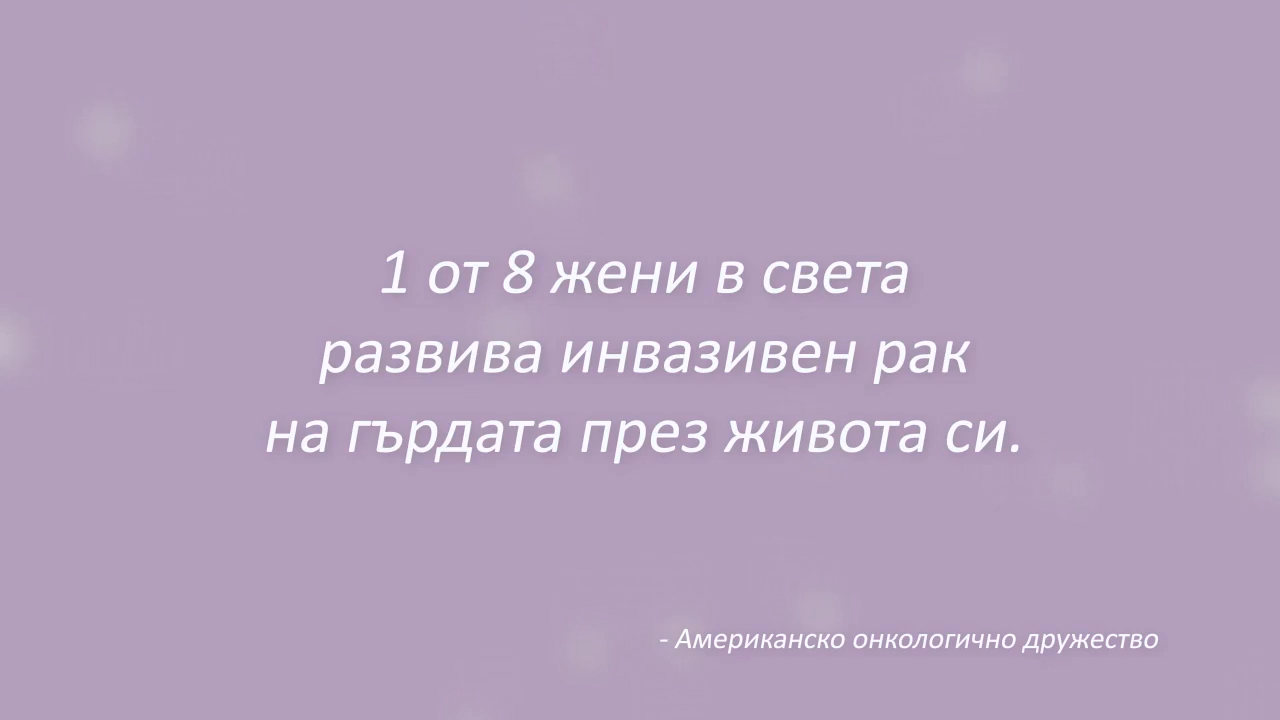 1 от 8 жени в света
развива инвазивен рак
на гърдата през живота си.
- Американско онкологично дружество